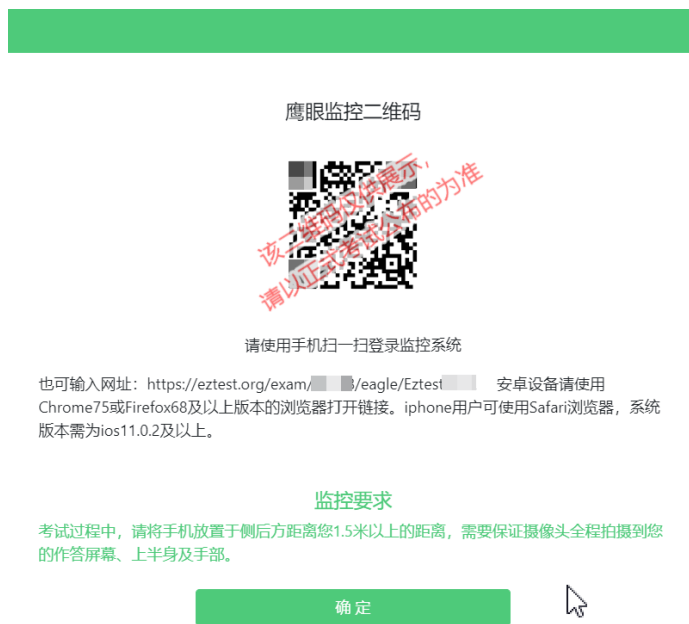 鹰眼监控二维码
该二维码仅供展示，
请以正式考试公布的为准
请使用手机扫一扫登录监控系统
也可输入网址：https://eztest.org/exam/ /eagle/Eztest 安卓设备请使用
Chrome75或Firefox68及以上版本的浏览器打开链接。iphone用户可使用Safari浏览器，系统
版本需为ios11.0.2及以上。
监控要求
考试过程中，请将手机放置于侧后方距离您1.5米以上的距离，需要保证摄像头全程拍摄到您
的作答屏幕、上半身及手部。
确定